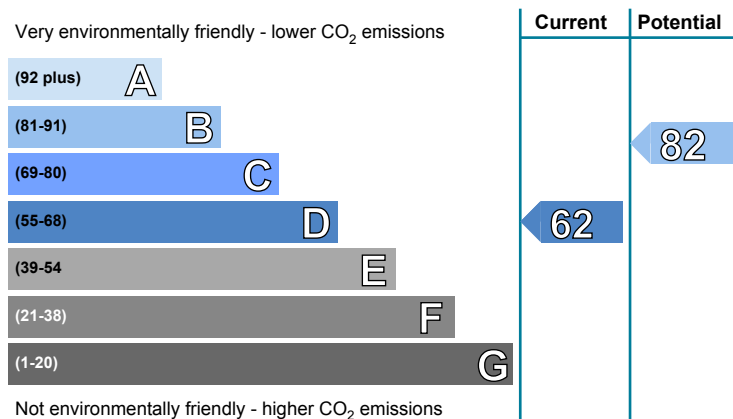 Current Potential
Very environmentally friendly - lower CO2 emissions
(92 plus) A
(81-91) B
82
(69-80) C
(55-68) D 62
(39-54 E
(21-38) F
(1-20) G
Not environmentally friendly - higher CO2 emissions